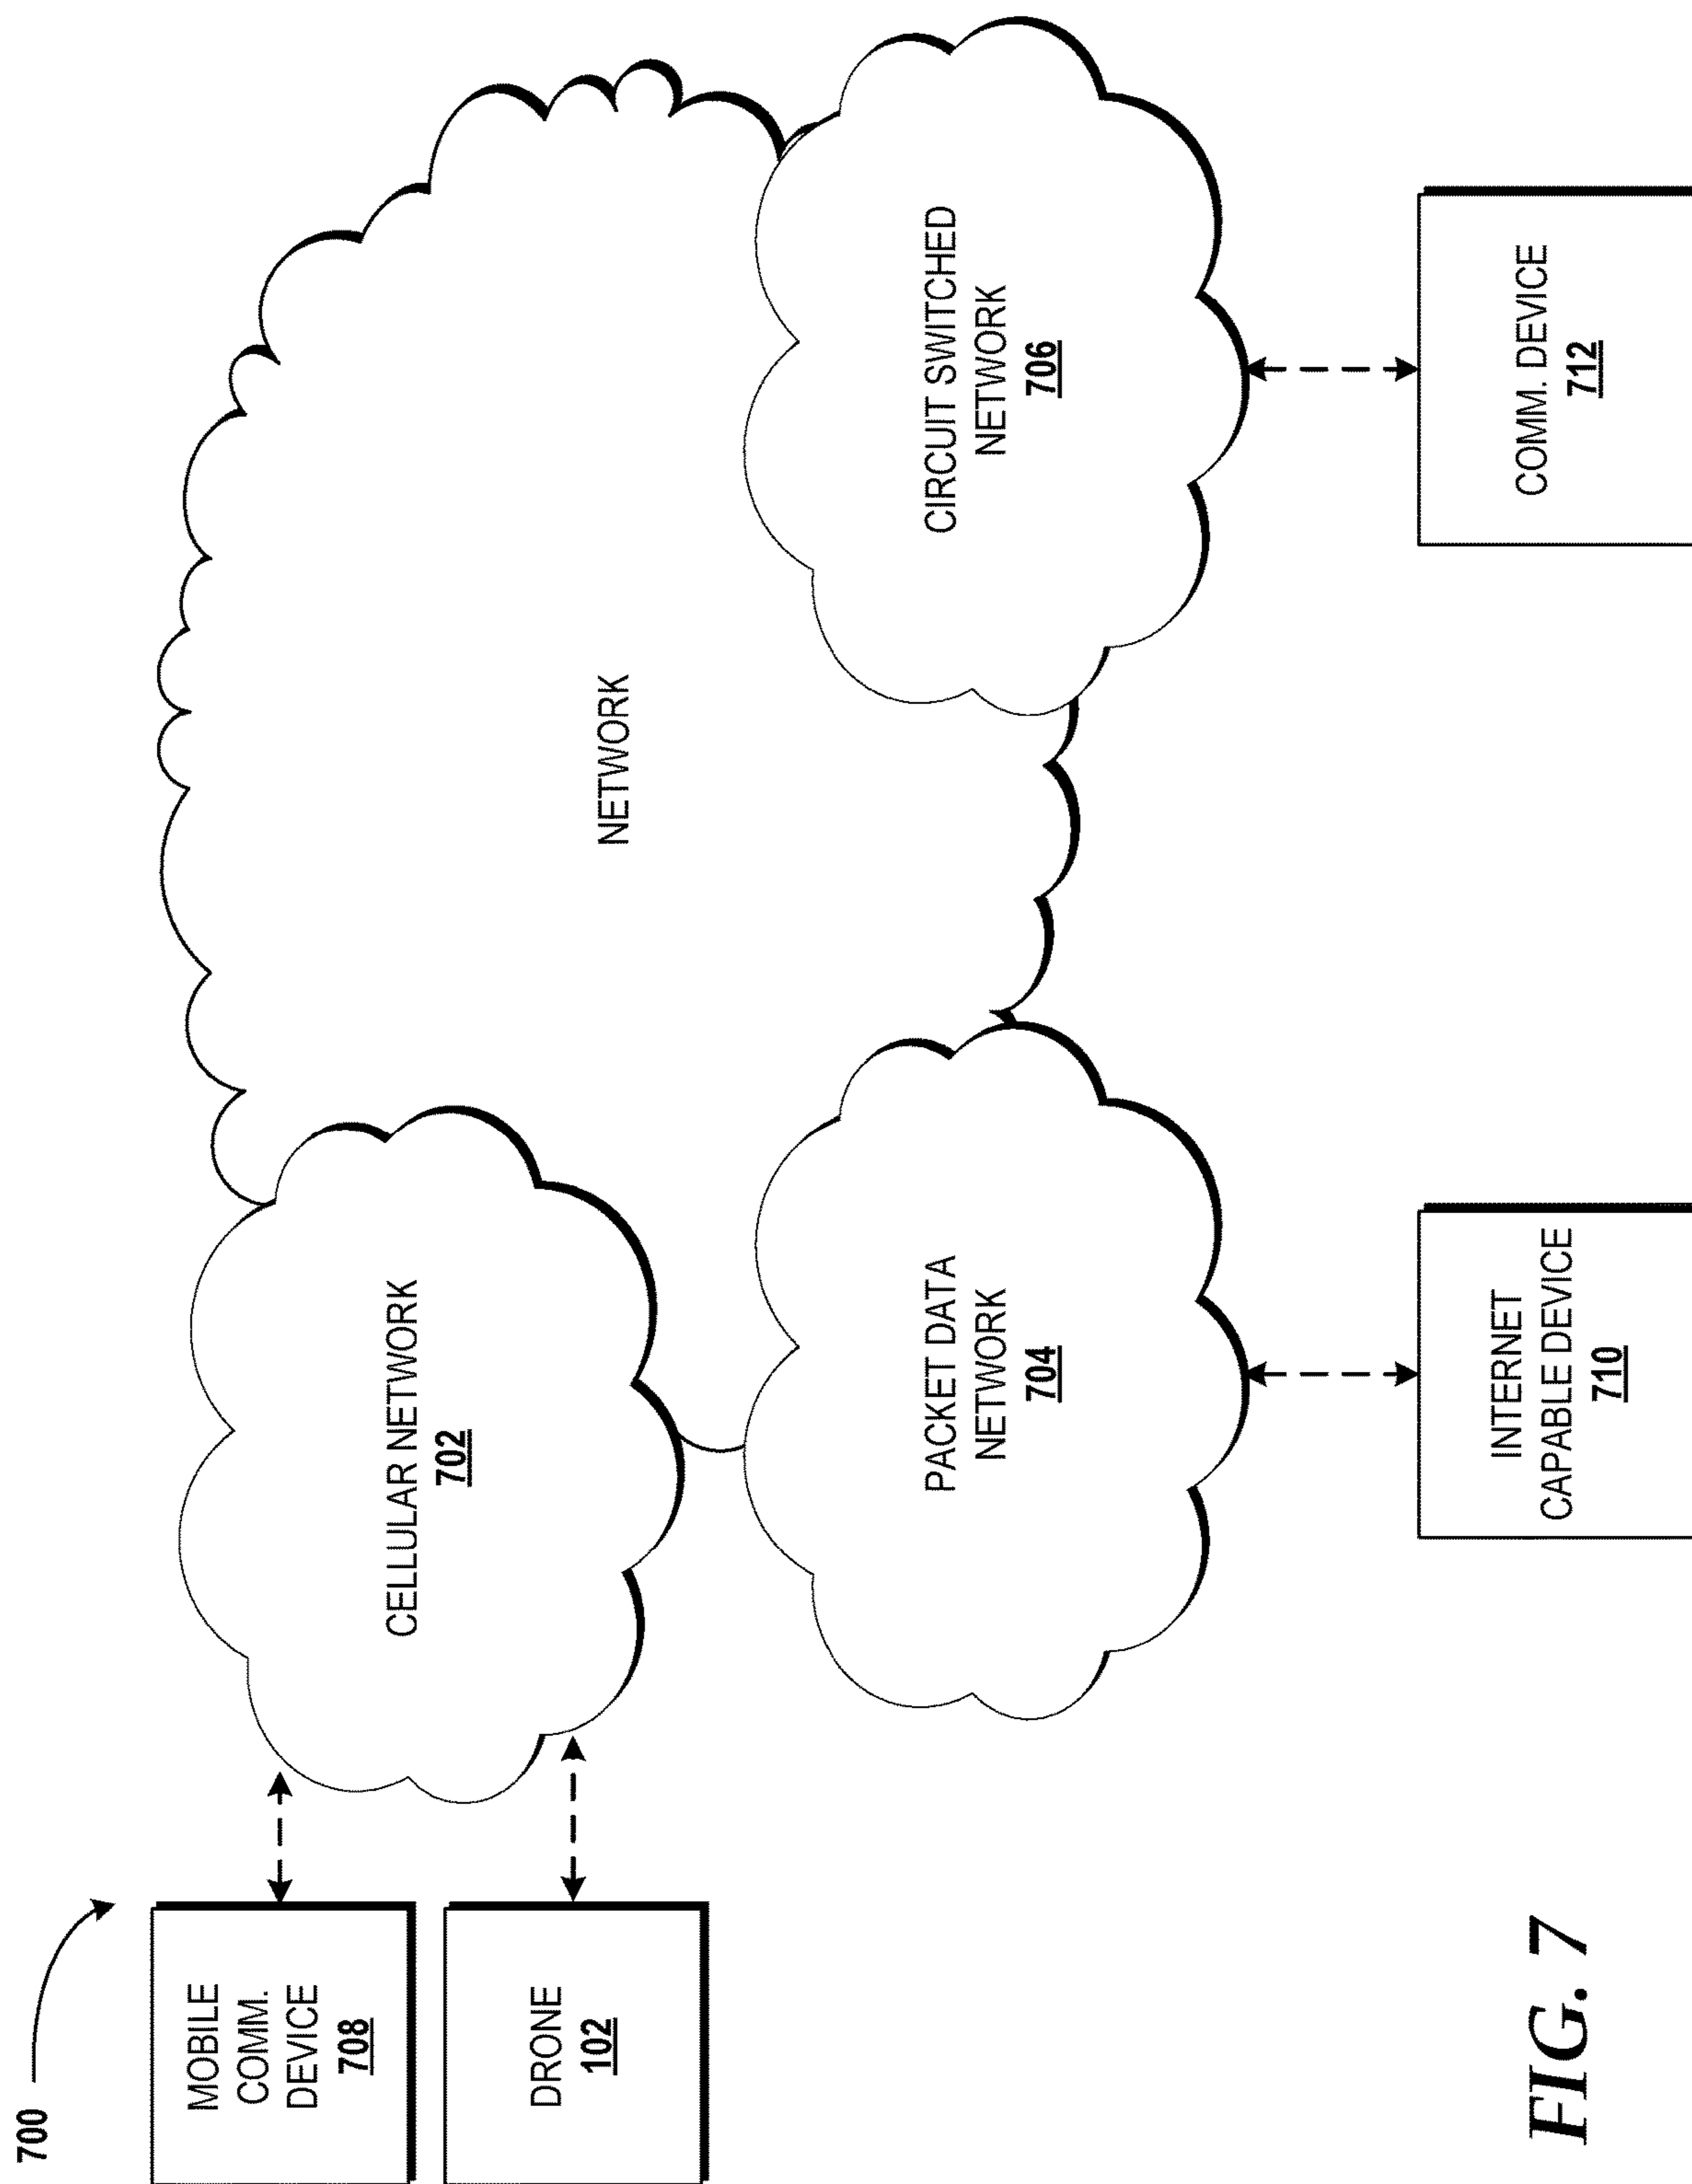 700
MOBILE
COMM.
DEVICE
708
DRONE
102
CELLULAR NETWORK
702
NETWORK
PACKET DATA
NETWORK
704
CIRCUIT SWITCHED
NETWORK
706
INTERNET
CAPABLE DEVICE
710
COMM. DEVICE
712
FIG. 7